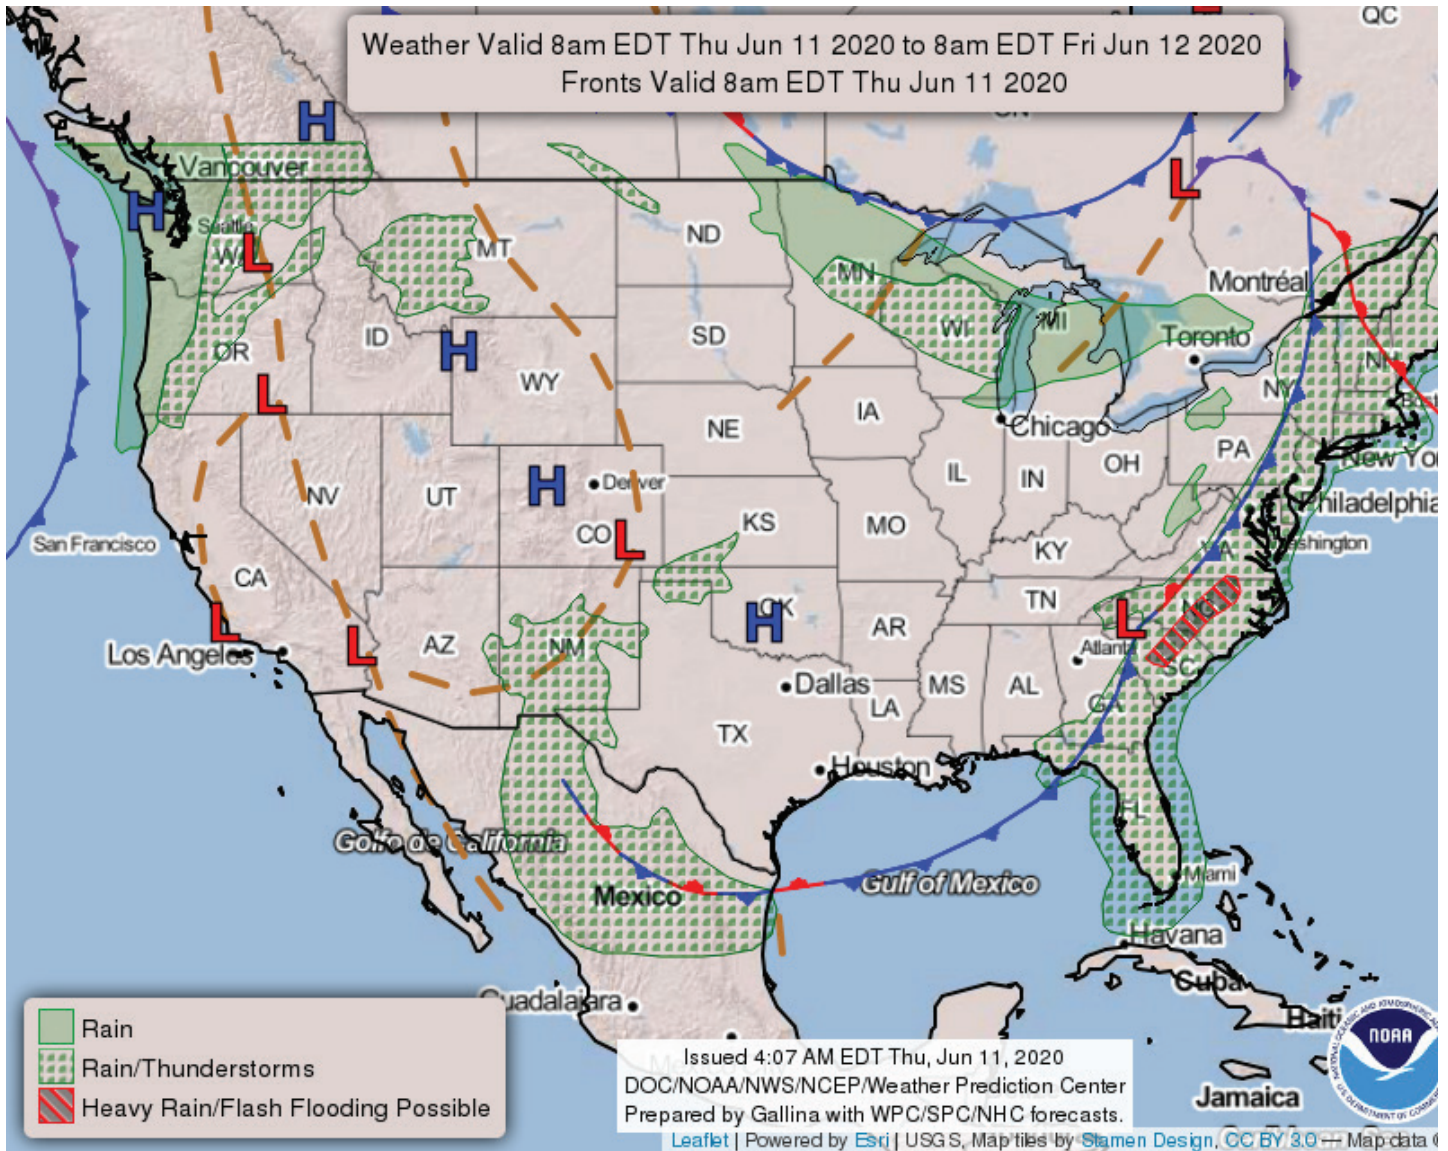 QC
Weather Valid 8am EDT Thu Jun 11 2020 to 8am EDT Fri Jun 12 2020
Fronts Valid 8am EDT Thu Jun 11 2020
ON
H
Vancouver
L
H
Seattle
WA
L
MT
ND
MN
Montréal
WI
MI
Toronto
OR
ID
H
SD
WY
NH
L
IA
NY
NE
Chicago
PA
OH
IL
IN
NV
UT
H
Denver
Philadelphia
CO
L
KS
MO
San Francisco
KY
VA
CA
TN
OK
H
NC
L
AR
L
Los Angeles
L
AZ
NM
Atlanta
SC
Dallas
MS
AL
GA
LA
TX
Houston
FL
Golfo de California
Gulf of Mexico
Miami
Mexico
Havana
Cuba
Guadalajara
Haiti
NOAA
Rain
Rain/Thunderstorms
Heavy Rain/Flash Flooding Possible
Issued 4:07 AM EDT Thu, Jun 11, 2020
DOC/NOAA/NWS/NCEP/Weather Prediction Center
Prepared by Gallina with WPC/SPC/NHC forecasts.
Jamaica
Leaflet | Powered by Esri | USGS, Map tiles by Stamen Design, CC BY 3.0 — Map data ©